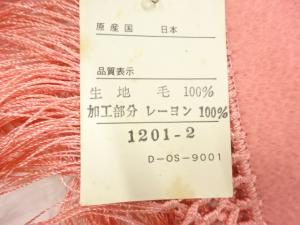 原産国 日本
品質表示
生地 毛 100%
加工部分 レーヨン 100%
1201-2
D-OS-9001